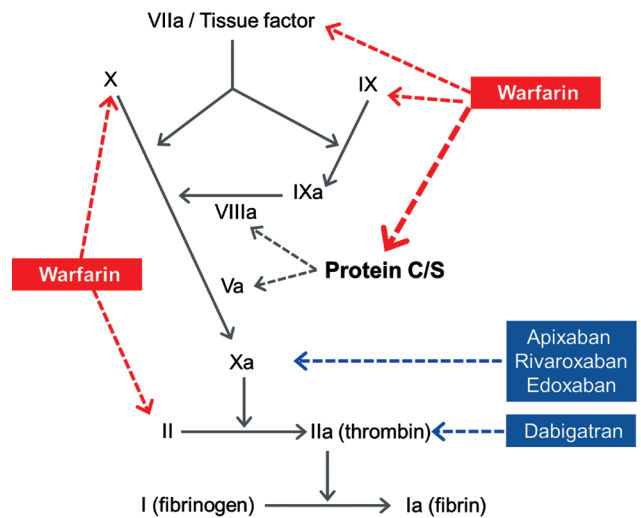 VIIa / Tissue factor
X
IX
Warfarin
IXa
VIIIa
Protein C/S
Warfarin
Va
Apixaban
Rivaroxaban
Edoxaban
Xa
II
IIa (thrombin)
Dabigatran
I (fibrinogen)
Ia (fibrin)